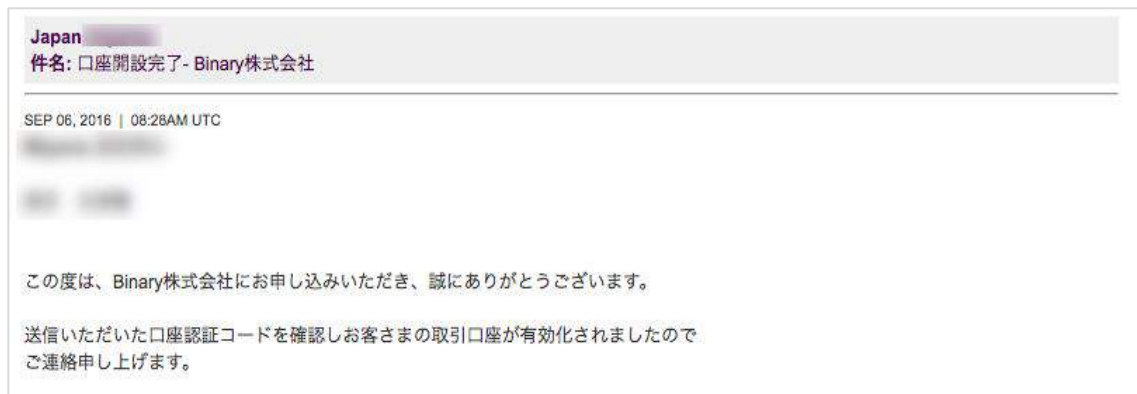 Japan
件名: 口座開設完了- Binary株式会社
SEP 06, 2016 | 08:28AM UTC
この度は、Binary株式会社にお申し込みいただき、誠にありがとうございます。
送信いただいた口座認証コードを確認しお客さまの取引口座が有効化されましたので
ご連絡申し上げます。